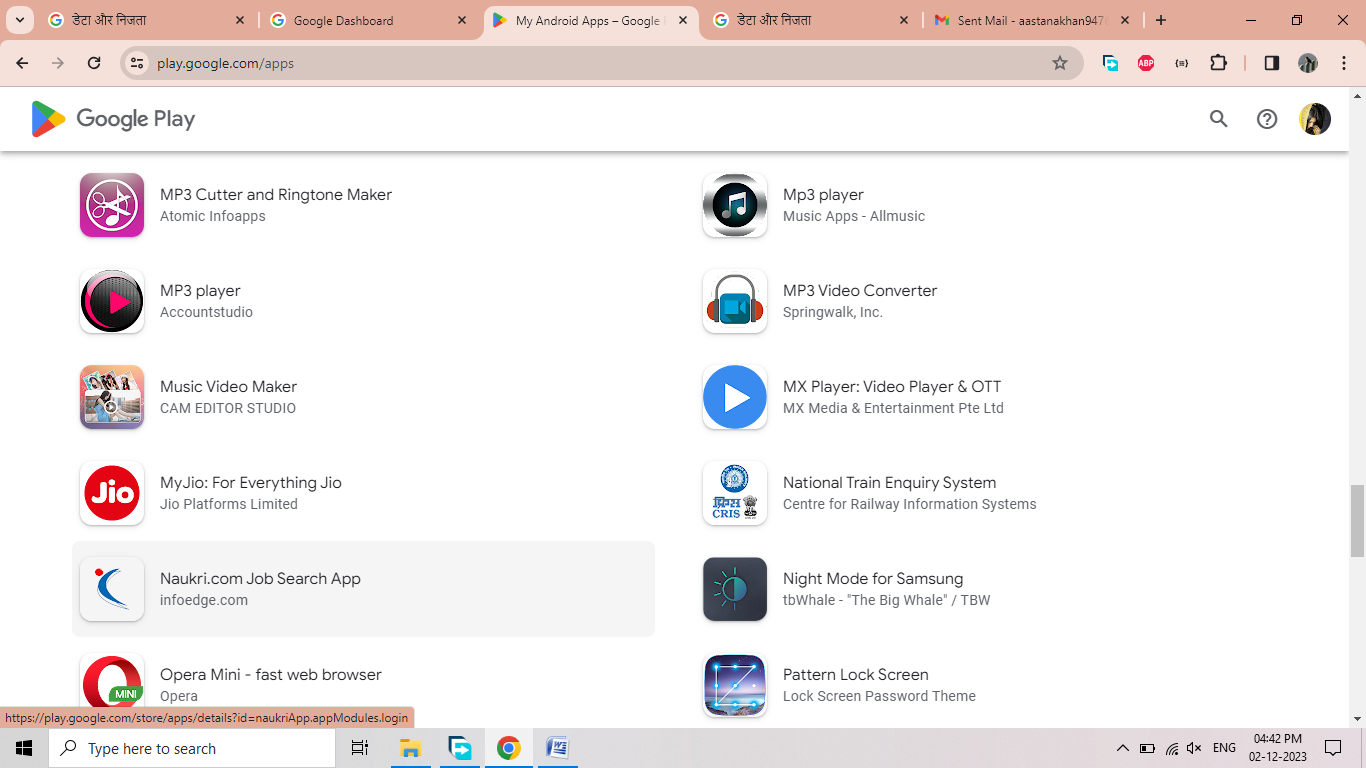 डेटा और निजता
Google Dashboard
My Android Apps – Google
डेटा और निजता
Sent Mail - aastanakhan947
play.google.com/apps
ABP
Google Play
MP3 Cutter and Ringtone Maker
Atomic Infoapps
Mp3 player
Music Apps - Allmusic
MP3 player
Accountstudio
MP3 Video Converter
Springwalk, Inc.
Music Video Maker
CAM EDITOR STUDIO
MX Player: Video Player & OTT
MX Media & Entertainment Pte Ltd
Jio
MyJio: For Everything Jio
Jio Platforms Limited
क्रिस
CRIS
National Train Enquiry System
Centre for Railway Information Systems
Naukri.com Job Search App
infoedge.com
Night Mode for Samsung
tbWhale - "The Big Whale" / TBW
MINI
Opera Mini - fast web browser
Opera
Pattern Lock Screen
Lock Screen Password Theme
https://play.google.com/store/apps/details?id=naukriApp.appModules.login
Type here to search
ENG
04:42 PM
02-12-2023